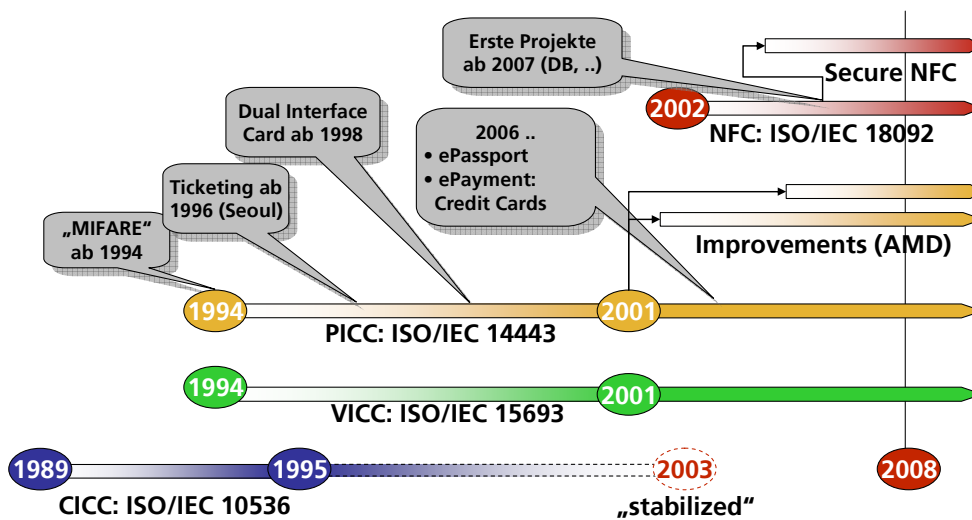 Erste Projekte
ab 2007 (DB, ..)
Secure NFC
2002
NFC: ISO/IEC 18092
Dual Interface
Card ab 1998
2006 ..
• ePassport
• ePayment:
Credit Cards
Ticketing ab
1996 (Seoul)
„MIFARE“
ab 1994
Improvements (AMD)
1994
2001
PICC: ISO/IEC 14443
1994
2001
VICC: ISO/IEC 15693
1989
1995
2003
2008
CICC: ISO/IEC 10536
„stabilized“